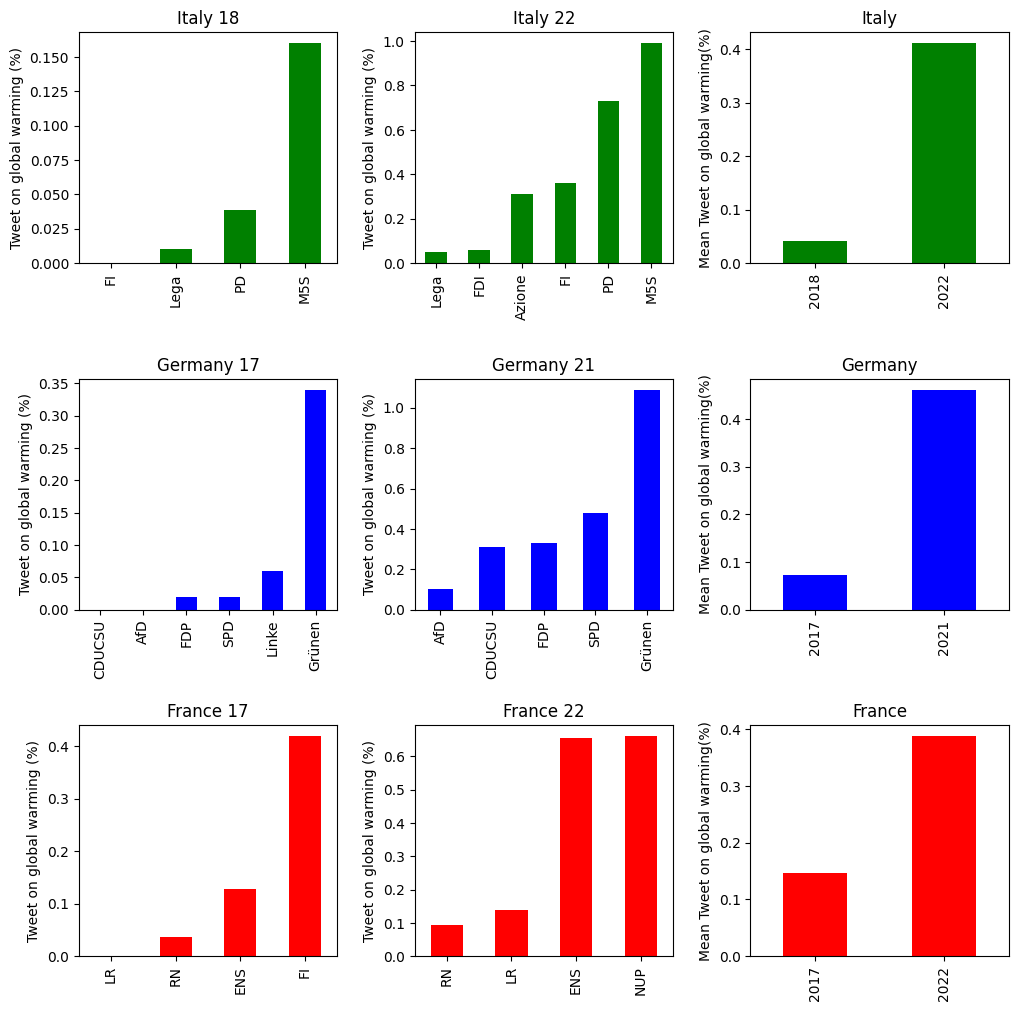 Italy 18
Tweet on global warming (%)
0.150
0.125
0.100
0.075
0.050
0.025
0.000
FI
Lega
PD
M5S
Italy 22
Tweet on global warming (%)
1.0
0.8
0.6
0.4
0.2
0.0
Lega
FDI
Azione
FI
PD
M5S
Italy
Mean Tweet on global warming(%)
0.4
0.3
0.2
0.1
0.0
2018
2022
Germany 17
Tweet on global warming (%)
0.35
0.30
0.25
0.20
0.15
0.10
0.05
0.00
CDUCSU
AfD
FDP
SPD
Linke
Grünen
Germany 21
Tweet on global warming (%)
1.0
0.8
0.6
0.4
0.2
0.0
AfD
CDUCSU
FDP
SPD
Grünen
Germany
Mean Tweet on global warming(%)
0.4
0.3
0.2
0.1
0.0
2017
2021
France 17
Tweet on global warming (%)
0.4
0.3
0.2
0.1
0.0
LR
RN
ENS
FI
France 22
Tweet on global warming (%)
0.6
0.5
0.4
0.3
0.2
0.1
0.0
RN
LR
ENS
NUP
France
Mean Tweet on global warming(%)
0.4
0.3
0.2
0.1
0.0
2017
2022